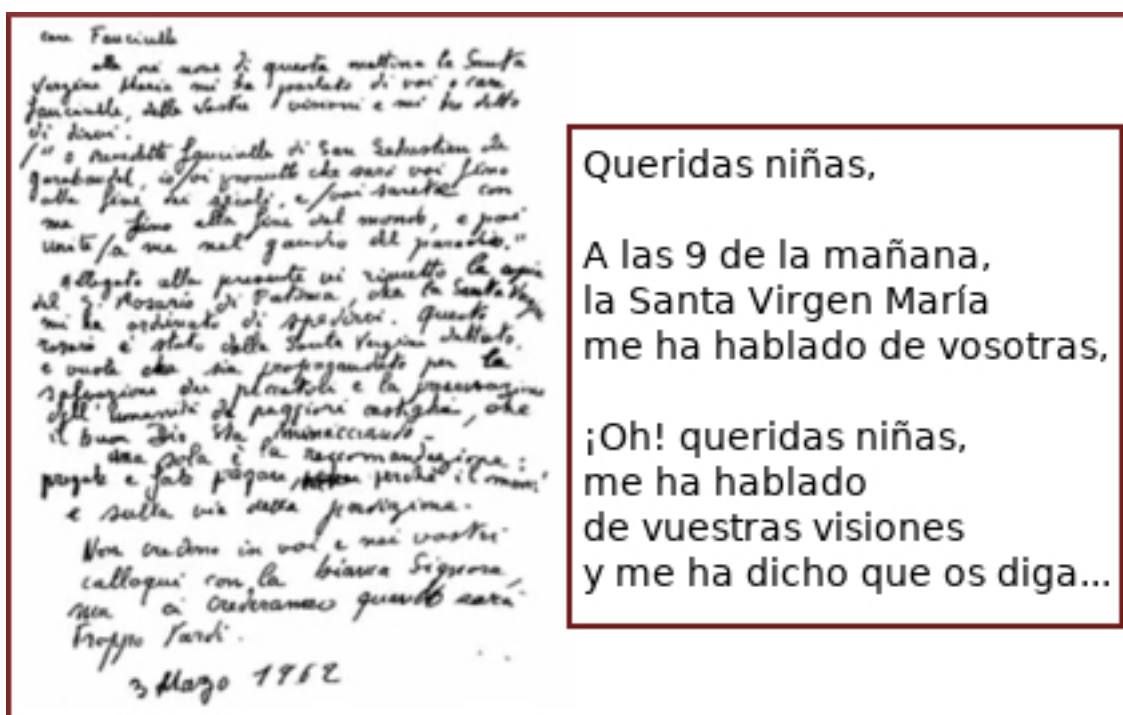 care Fanciulle
alle ore nove di questa mattina la Santa
Vergine Maria mi ha parlato di voi o care
fanciulle, delle vostre visioni e mi ha detto
di dirvi.
"o benedette fanciulle di San Sebastian de
garabandal, io vi prometto che sarò voi fino
alla fine dei secoli, e voi sarete con
me fino alla fine del mondo, e poi
unite a me nel gaudio del paradiso."
Allegato alla presente vi rimetto la copia
del S. Rosario di Fatima, che la Santa
mi ha ordinato di spedirvi. Questo
rosario è stato dalla Santa Vergine dettato,
e vuole che sia propagandato per la
salvazione dei peccatori e la
dell' umanità da peggiori castighi, che
il buon Dio sta minacciando.
una sola è la raccomandazione:
pregate e fate pregare, perchè il
è sulla via della perdizione.
Non credono in voi e nei vostri
colloqui con la bianca Signora,
ma ci crederanno quando sarà
Troppo Tardi.
3 1962
Queridas niñas,
A las 9 de la mañana,
la Santa Virgen María
me ha hablado de vosotras,
¡Oh! queridas niñas,
me ha hablado
de vuestras visiones
y me ha dicho que os diga...